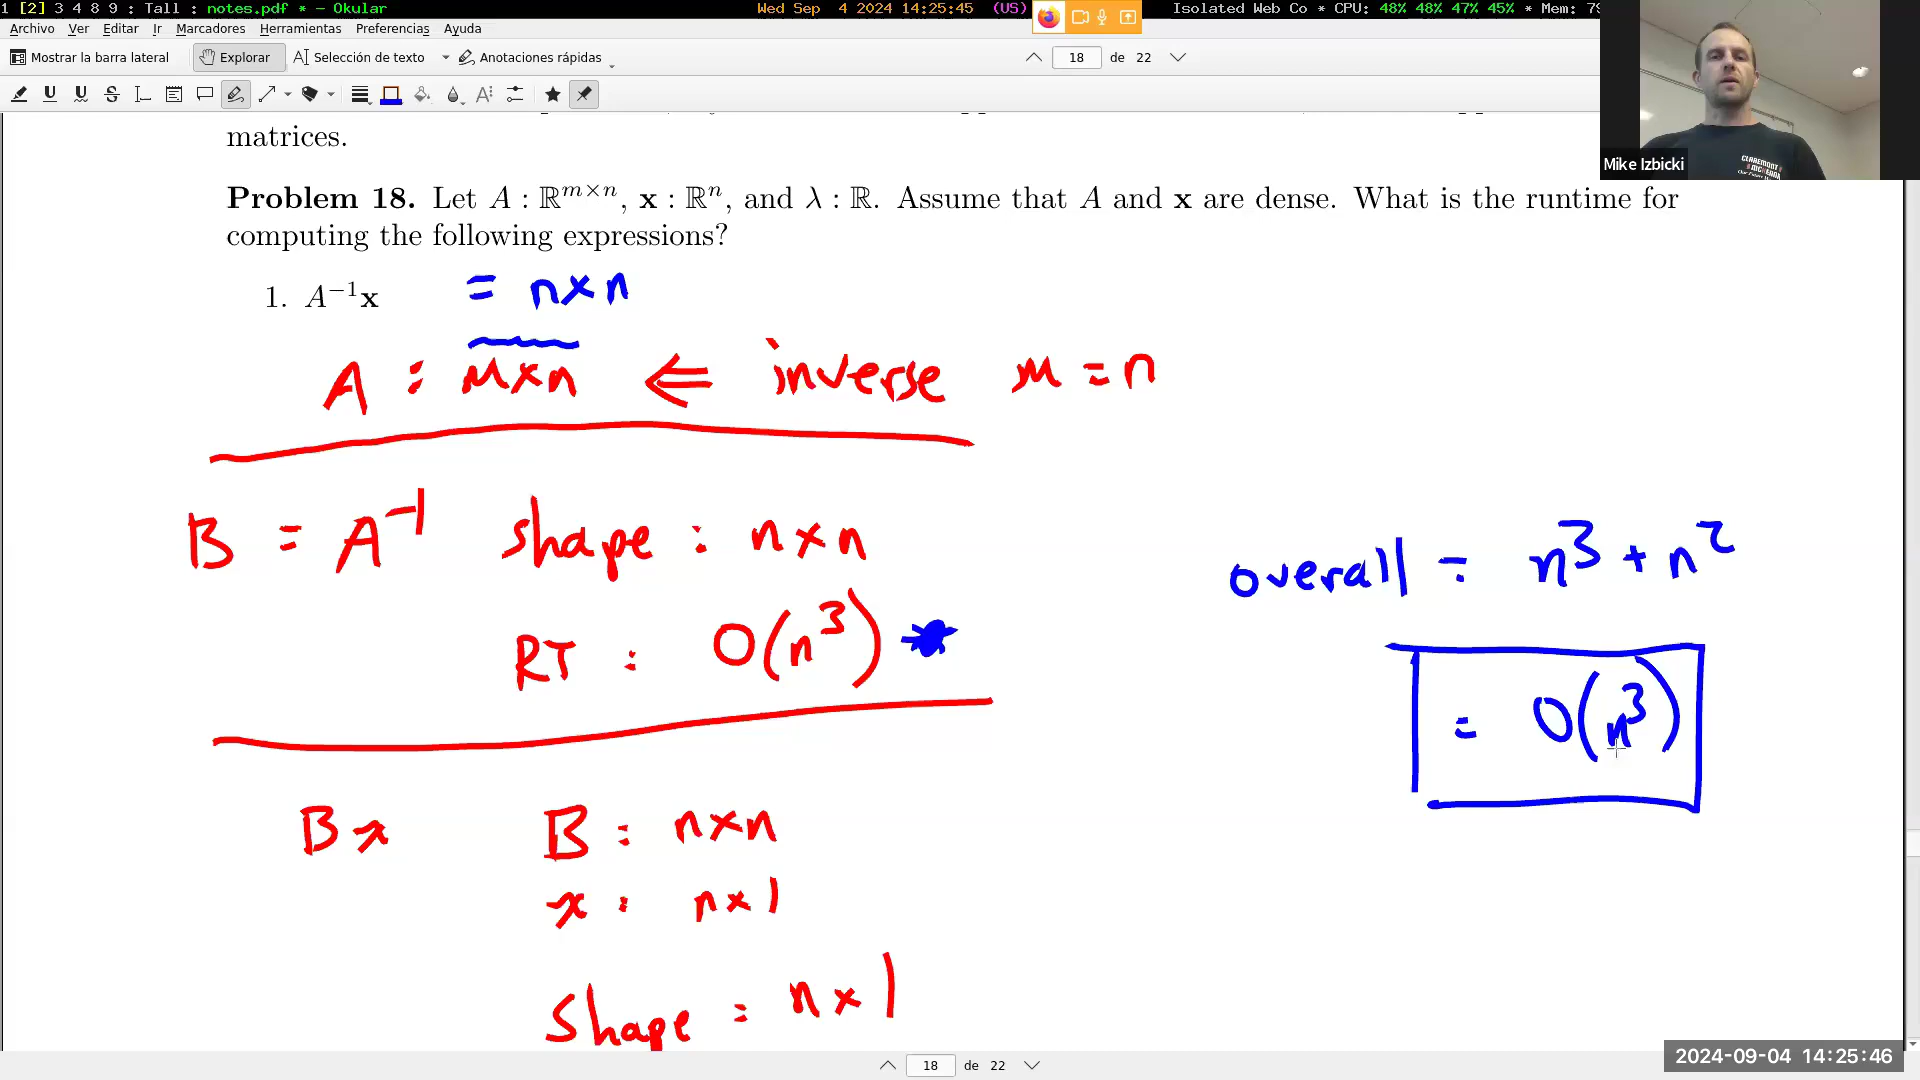 1 [2] 3 4 8 9 : Tall : notes.pdf * – Okular
Wed Sep 4 2024 14:25:45 (US)
Isolated Web Co * CPU: 48% 48% 47% 45% * Mem: 79
Archivo Ver Editar Ir Marcadores Herramientas Preferencias Ayuda
Mostrar la barra lateral Explorar Selección de texto Anotaciones rápidas
18 de 22
Mike Izbicki
CLAREMONT
matrices.
Problem 18. Let A : ℝ^{m×n}, x : ℝ^n, and λ : ℝ. Assume that A and x are dense. What is the runtime for
computing the following expressions?
1. A^{−1}x = n×n
A : m×n ⇐ inverse m = n
B = A^{-1} shape : n×n
overall = n^3 + n^2
RT : O(n^3) *
= O(n^3)
Bx B : n×n
x : n×1
shape = n×1
18 de 22
2024-09-04 14:25:46